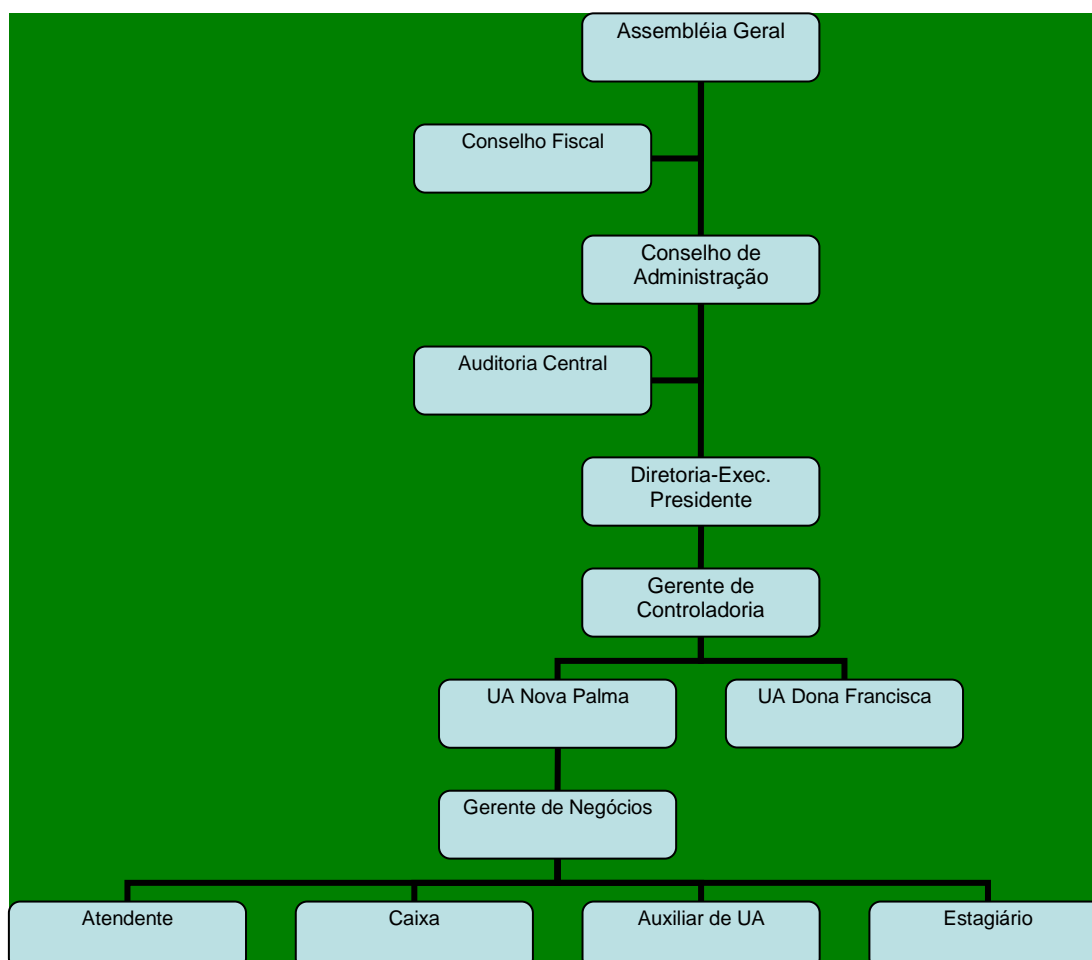 Assembléia Geral
Conselho Fiscal
Conselho de
Administração
Auditoria Central
Diretoria-Exec.
Presidente
Gerente de
Controladoria
UA Nova Palma
UA Dona Francisca
Gerente de Negócios
Atendente
Caixa
Auxiliar de UA
Estagiário